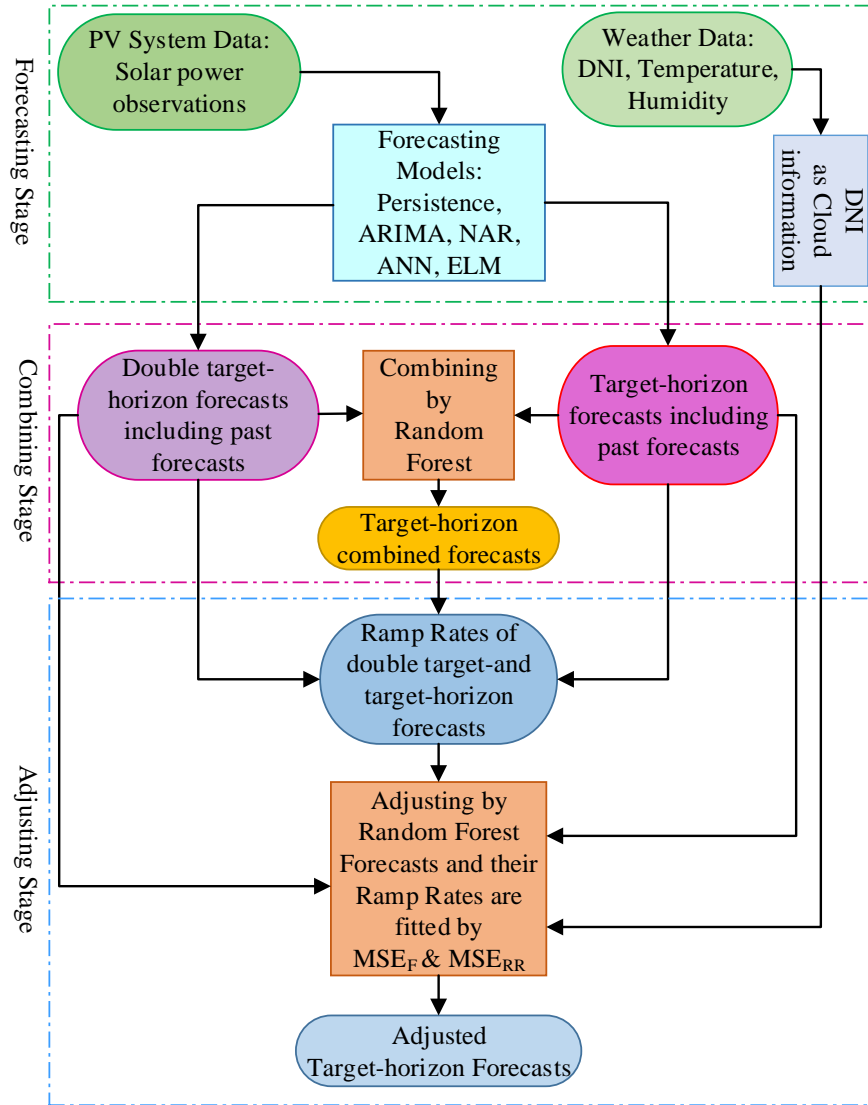 Forecasting Stage
PV System Data:
Solar power
observations
Weather Data:
DNI, Temperature,
Humidity
Forecasting
Models:
Persistence,
ARIMA, NAR,
ANN, ELM
DNI
as Cloud
information
Combining Stage
Double target-
horizon forecasts
including past
forecasts
Combining
by
Random
Forest
Target-horizon
forecasts including
past forecasts
Target-horizon
combined forecasts
Adjusting Stage
Ramp Rates of
double target-and
target-horizon
forecasts
Adjusting by
Random Forest
Forecasts and their
Ramp Rates are
fitted by
MSE_F & MSE_RR
Adjusted
Target-horizon Forecasts